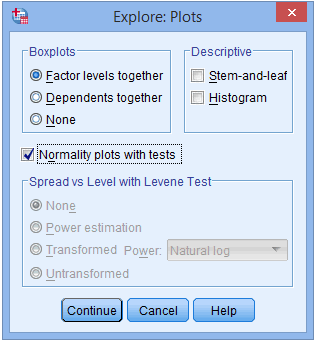 Explore: Plots
Boxplots
Factor levels together
Dependents together
None
Descriptive
Stem-and-leaf
Histogram
Normality plots with tests
Spread vs Level with Levene Test
None
Power estimation
Transformed Power: Natural log
Untransformed
Continue Cancel Help